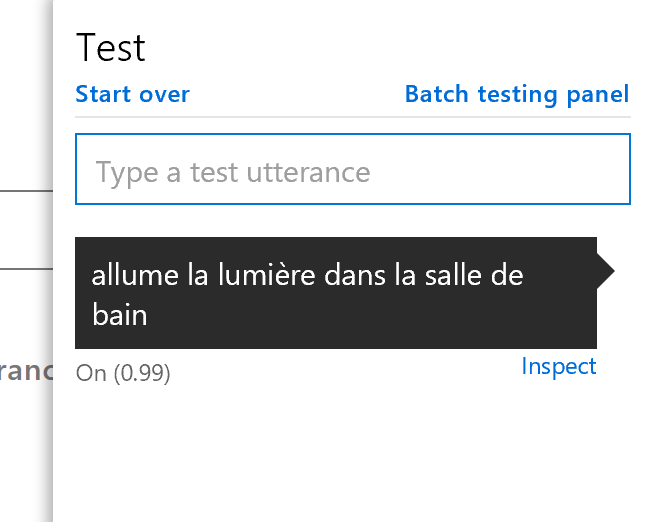 Test
Start over
Batch testing panel
Type a test utterance
allume la lumière dans la salle de
bain
On (0.99)
Inspect